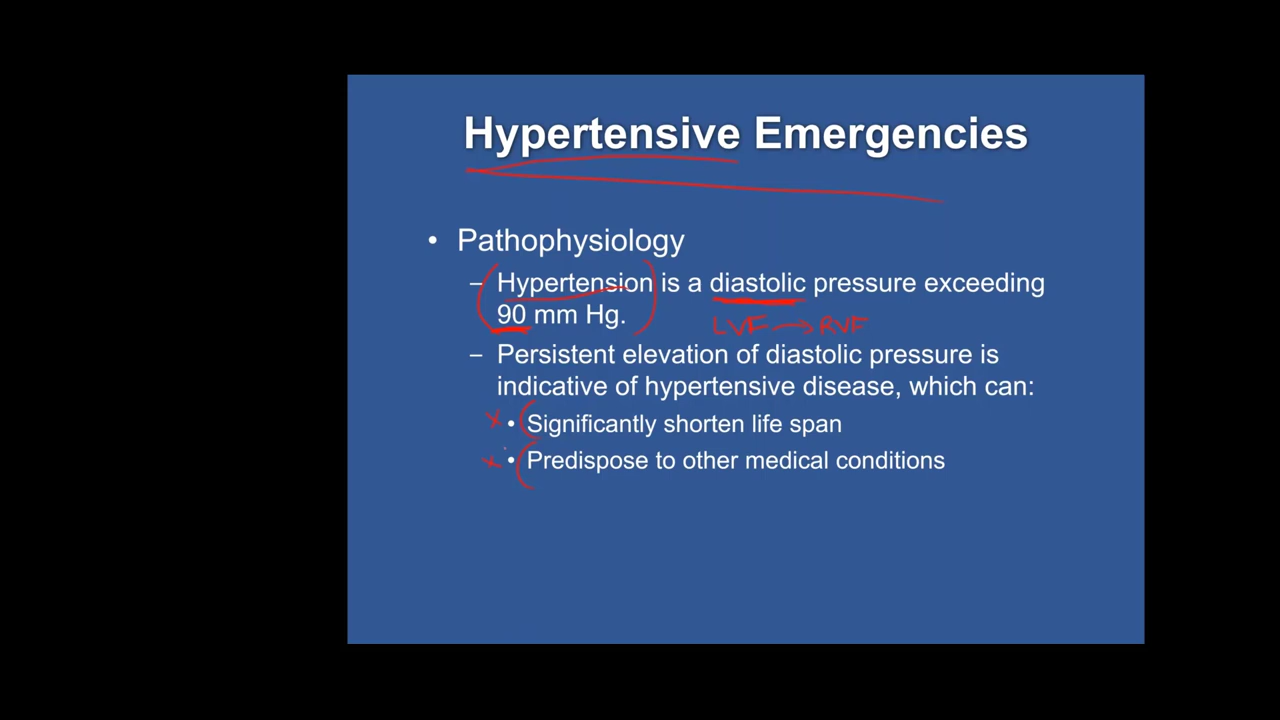 Hypertensive Emergencies
• Pathophysiology
– Hypertension is a diastolic pressure exceeding
90 mm Hg.
LVF → RVF
– Persistent elevation of diastolic pressure is
indicative of hypertensive disease, which can:
x • Significantly shorten life span
x • Predispose to other medical conditions